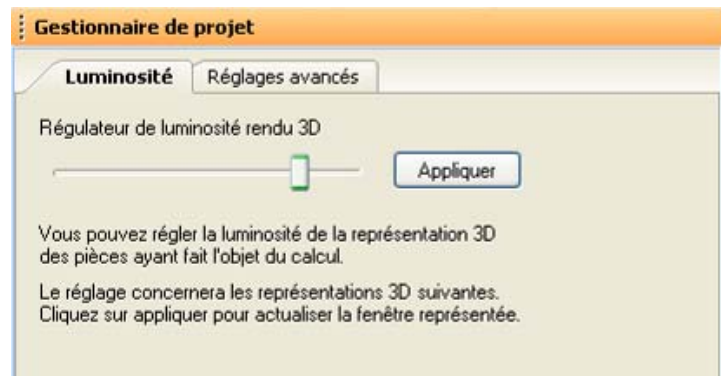 Gestionnaire de projet
Luminosité
Réglages avancés
Régulateur de luminosité rendu 3D
Appliquer
Vous pouvez régler la luminosité de la représentation 3D
des pièces ayant fait l'objet du calcul.
Le réglage concernera les représentations 3D suivantes.
Cliquez sur appliquer pour actualiser la fenêtre représentée.